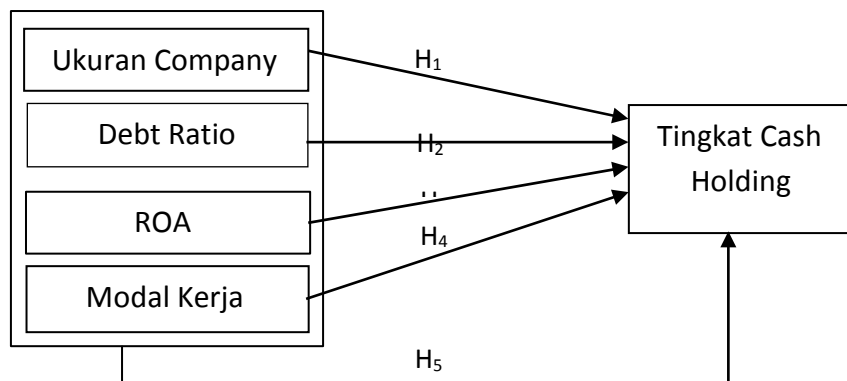 Ukuran Company
H₁
Debt Ratio
H₂
Tingkat Cash
Holding
ROA
H₄
Modal Kerja
H₅